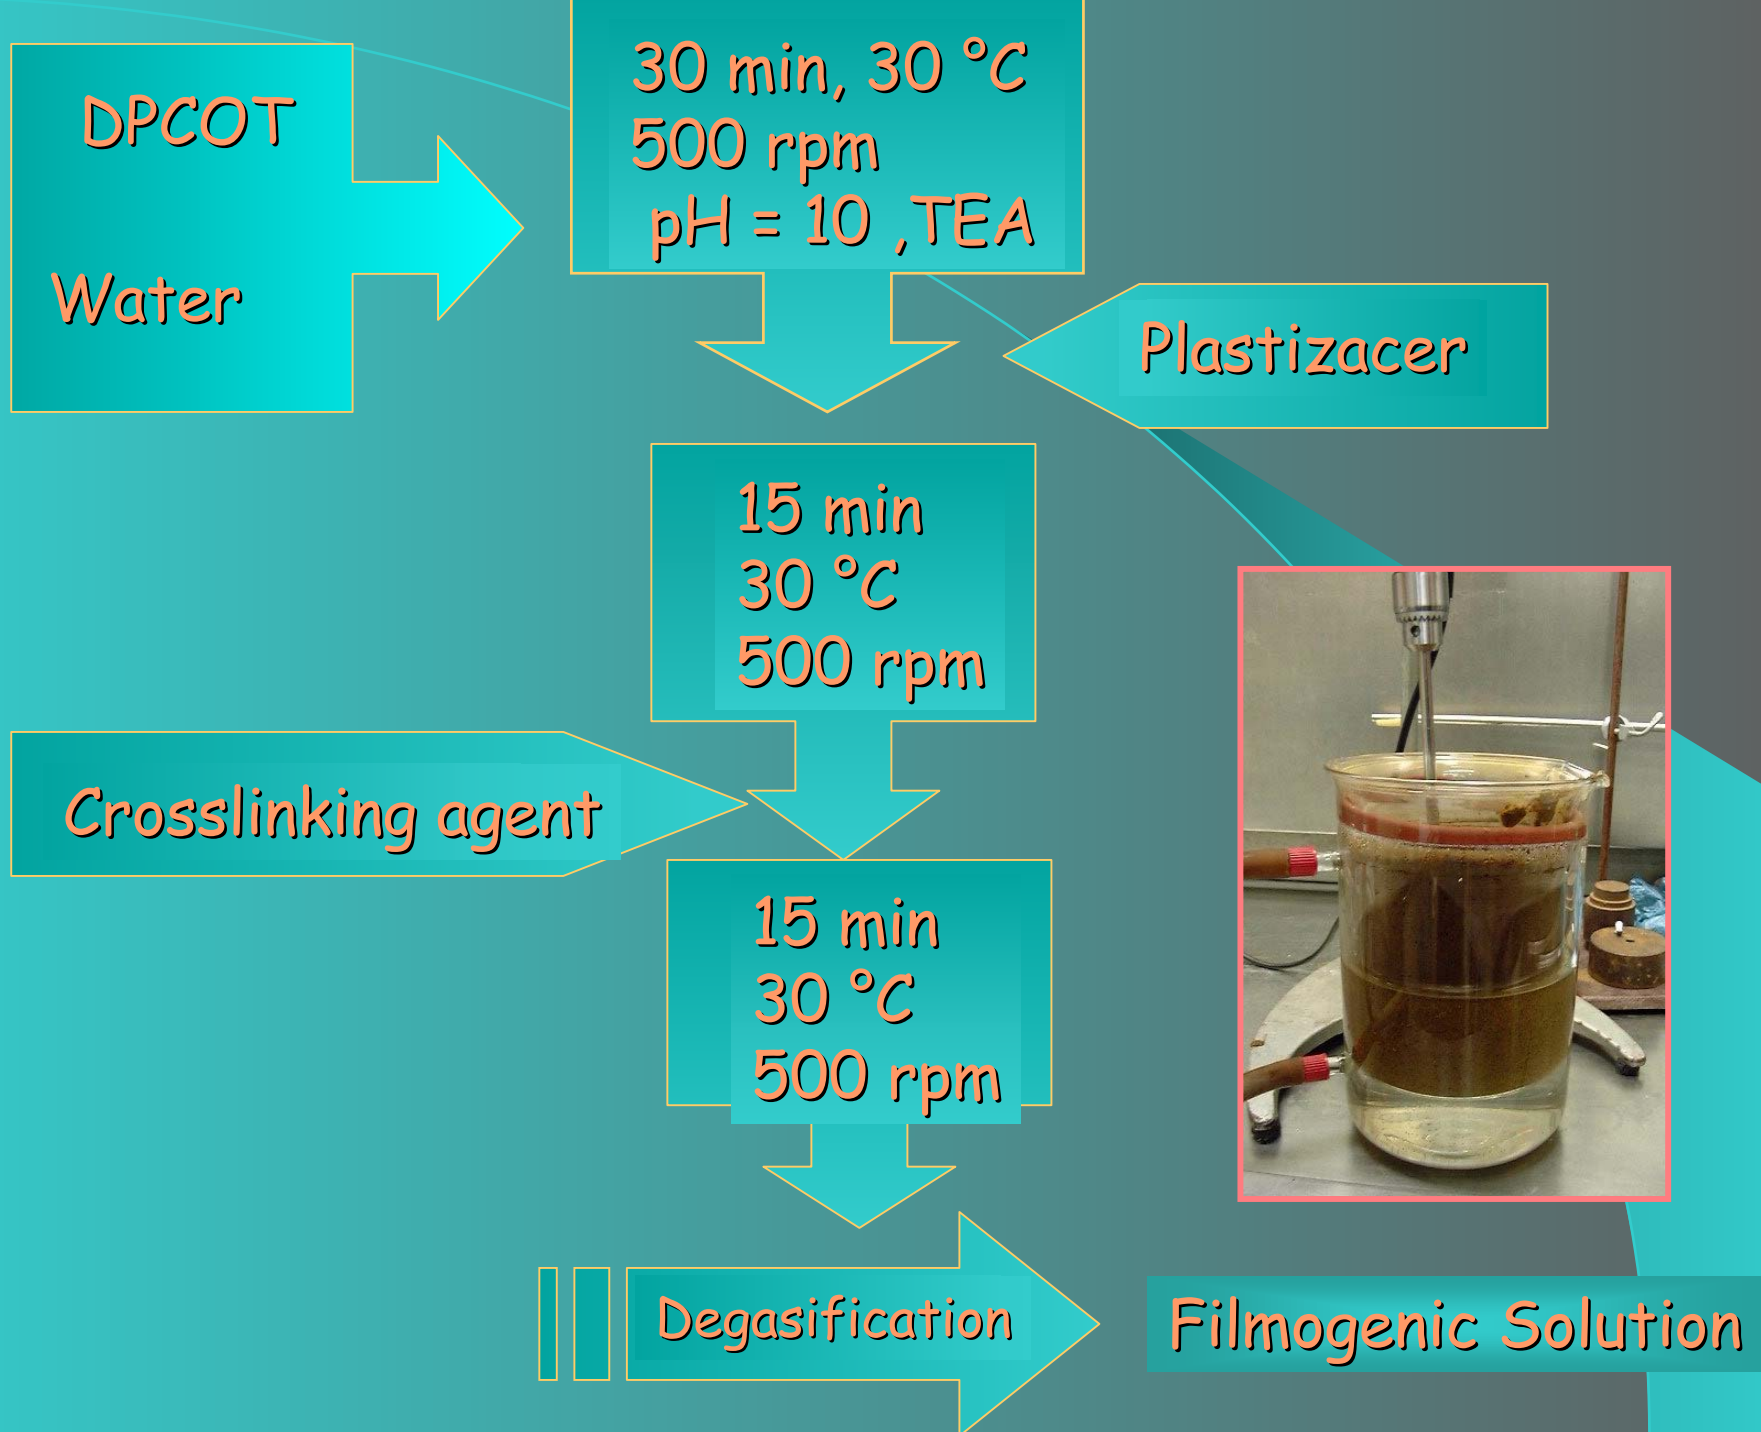 DPCOT
Water
30 min, 30 °C
500 rpm
pH = 10 ,TEA
Plastizacer
15 min
30 °C
500 rpm
Crosslinking agent
15 min
30 °C
500 rpm
Degasification
Filmogenic Solution